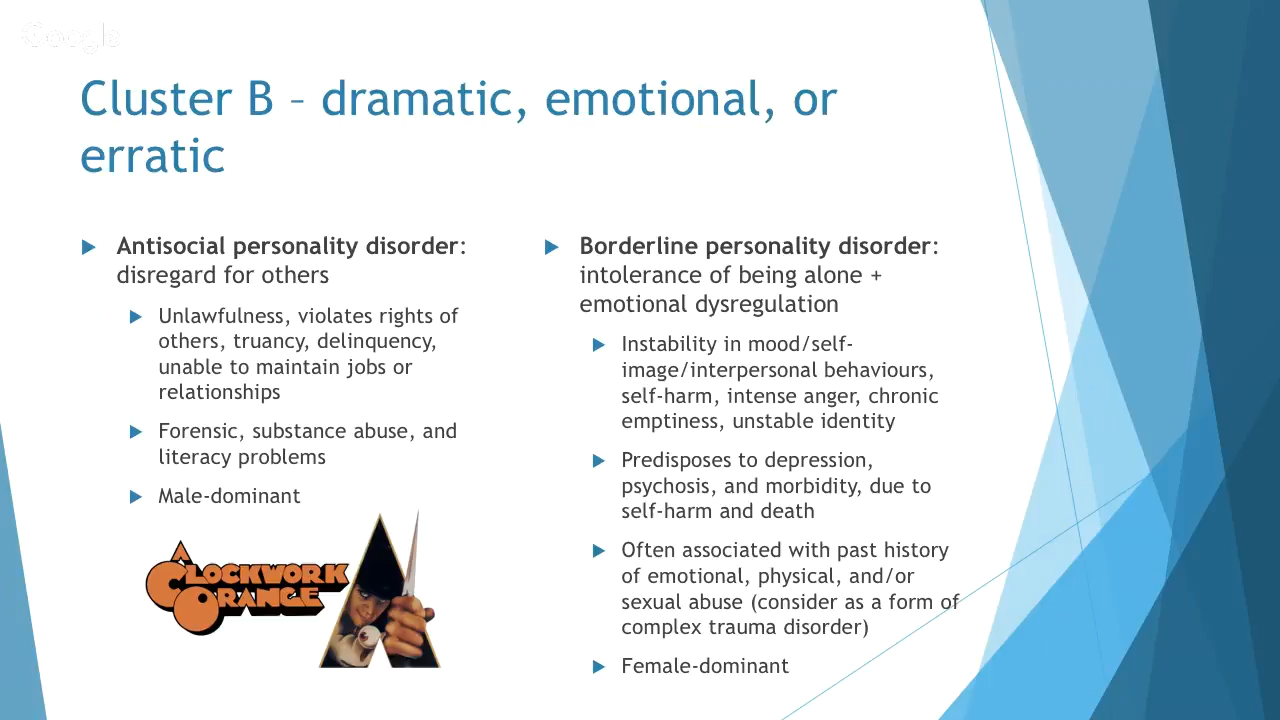 Google
Cluster B – dramatic, emotional, or
erratic
Antisocial personality disorder:
disregard for others
Unlawfulness, violates rights of
others, truancy, delinquency,
unable to maintain jobs or
relationships
Forensic, substance abuse, and
literacy problems
Male-dominant
A
CLOCKWORK
ORANGE
Borderline personality disorder:
intolerance of being alone +
emotional dysregulation
Instability in mood/self-
image/interpersonal behaviours,
self-harm, intense anger, chronic
emptiness, unstable identity
Predisposes to depression,
psychosis, and morbidity, due to
self-harm and death
Often associated with past history
of emotional, physical, and/or
sexual abuse (consider as a form of
complex trauma disorder)
Female-dominant